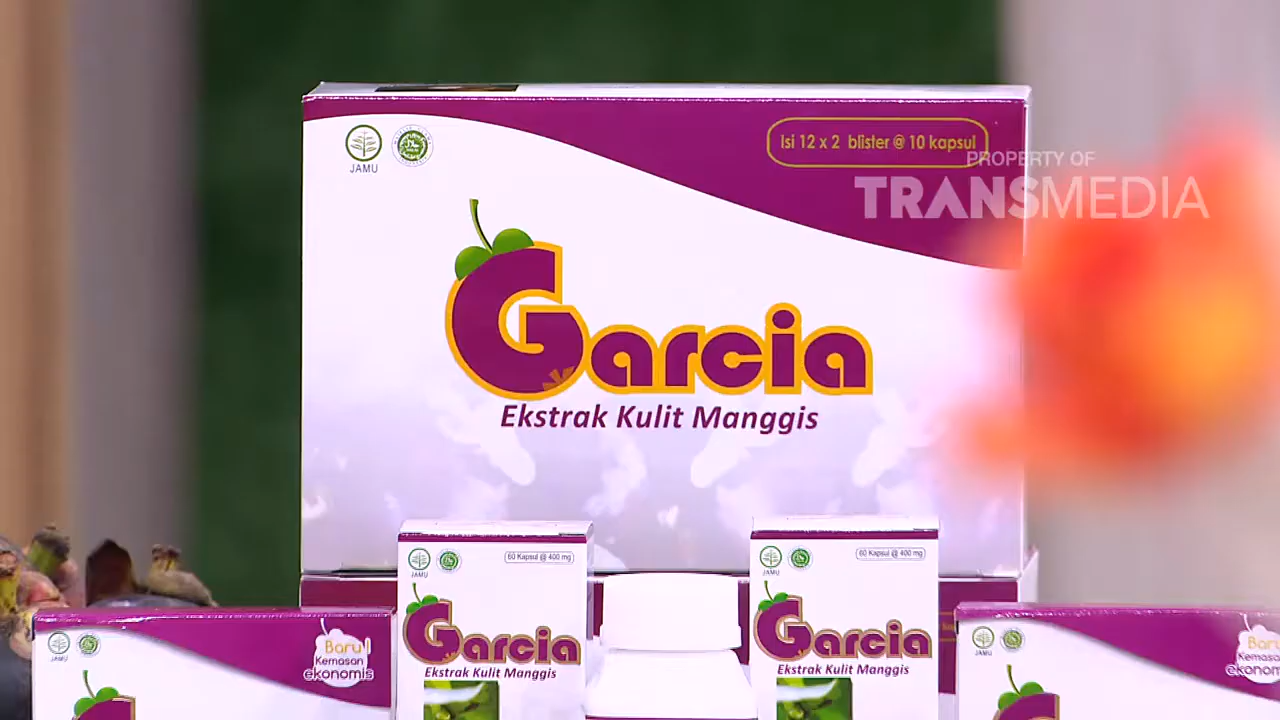 Isi 12 x 2 blister @ 10 kapsul
JAMU
PROPERTY OF
TRANSMEDIA
Garcia
Ekstrak Kulit Manggis
JAMU
60 Kapsul @ 400 mg
Garcia
Ekstrak Kulit Manggis
JAMU
60 Kapsul @ 400 mg
Garcia
Ekstrak Kulit Manggis
JAMU
Baru!
Kemasan
ekonomis
JAMU
Baru
Kemasan